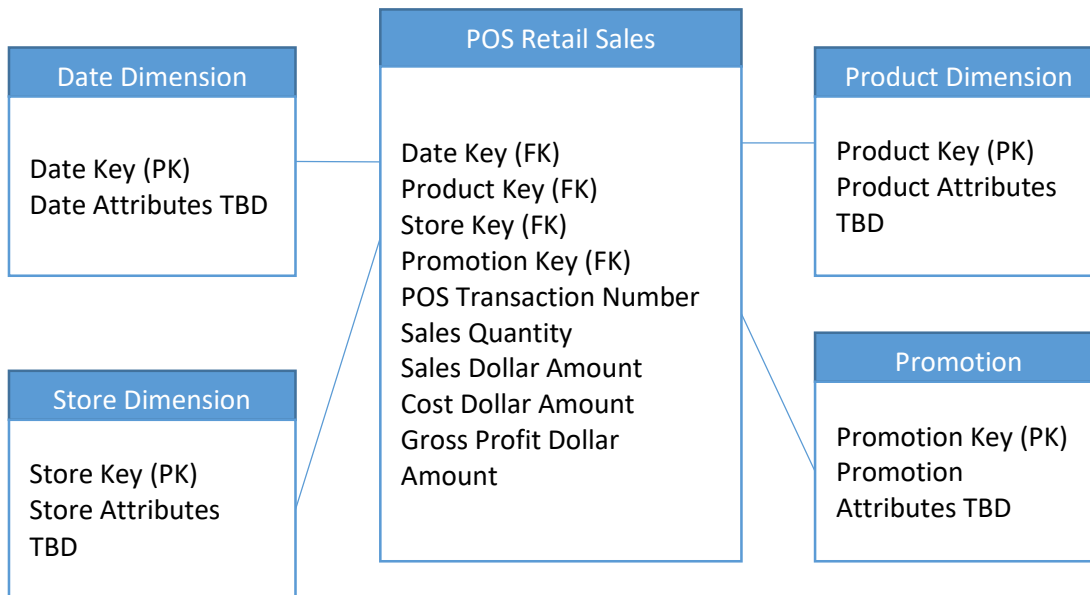 Date Dimension
Date Key (PK)
Date Attributes TBD
Store Dimension
Store Key (PK)
Store Attributes
TBD
POS Retail Sales
Date Key (FK)
Product Key (FK)
Store Key (FK)
Promotion Key (FK)
POS Transaction Number
Sales Quantity
Sales Dollar Amount
Cost Dollar Amount
Gross Profit Dollar
Amount
Product Dimension
Product Key (PK)
Product Attributes
TBD
Promotion
Promotion Key (PK)
Promotion
Attributes TBD